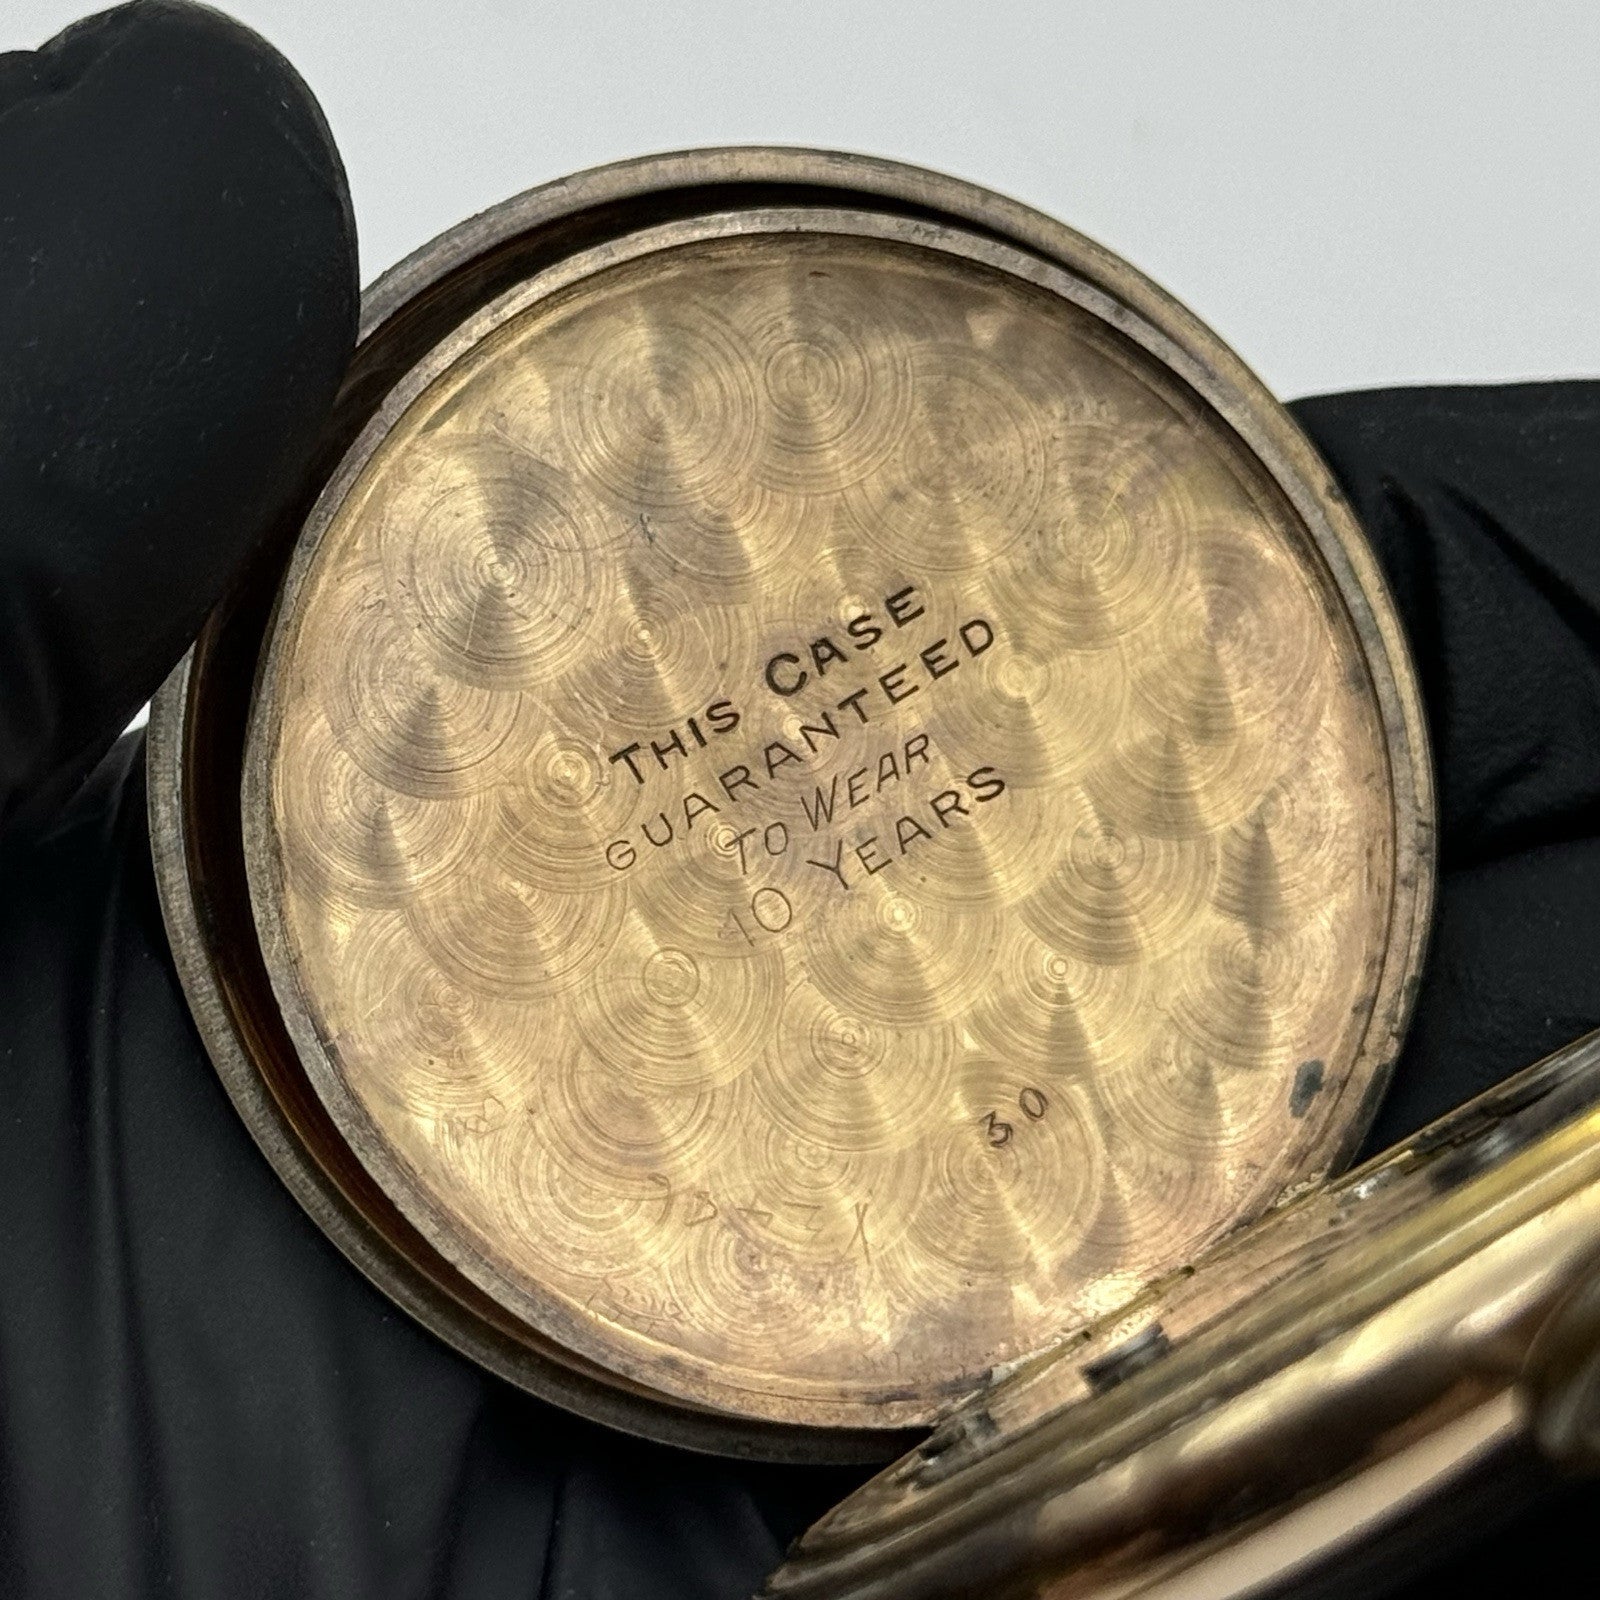 THIS CASE
GUARANTEED
TO WEAR
10 YEARS
30